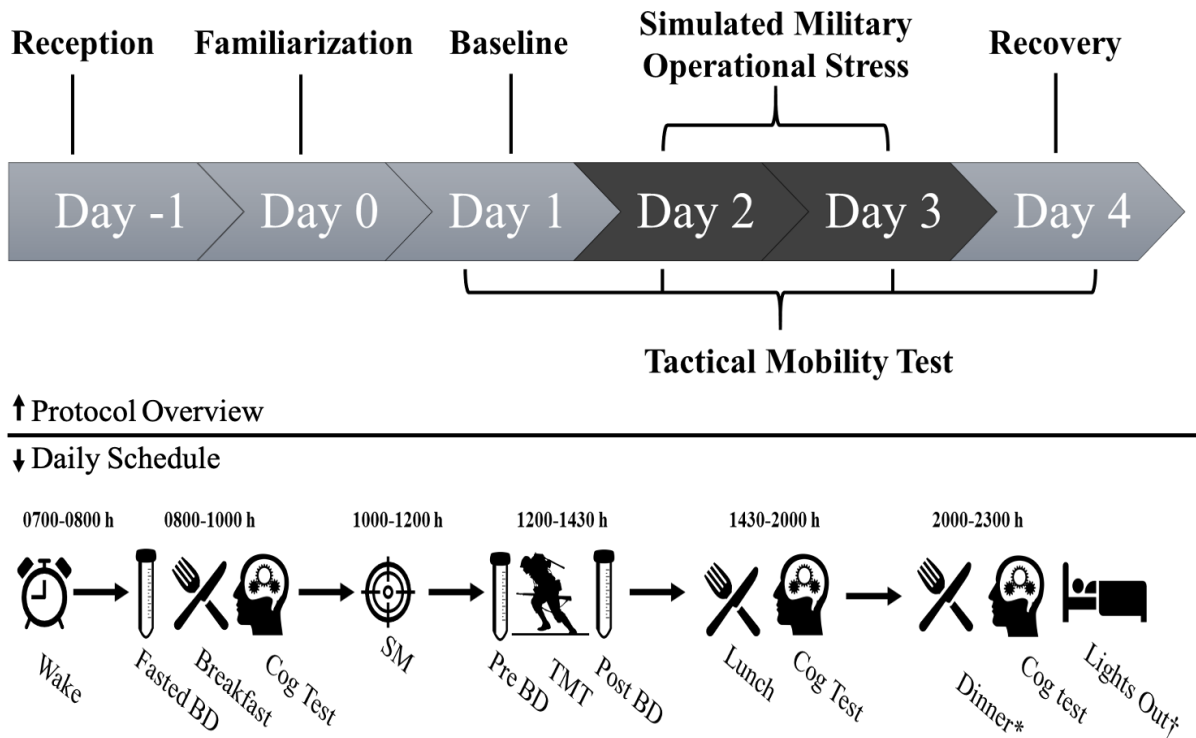 Reception
Familiarization
Baseline
Simulated Military
Operational Stress
Recovery
Day -1
Day 0
Day 1
Day 2
Day 3
Day 4
Tactical Mobility Test
Protocol Overview
Daily Schedule
0700-0800 h
0800-1000 h
1000-1200 h
1200-1430 h
1430-2000 h
2000-2300 h
Wake
Fasted BD
Breakfast
Cog Test
SM
Pre BD
TMT
Post BD
Lunch
Cog Test
Dinner*
Cog test
Lights Out†